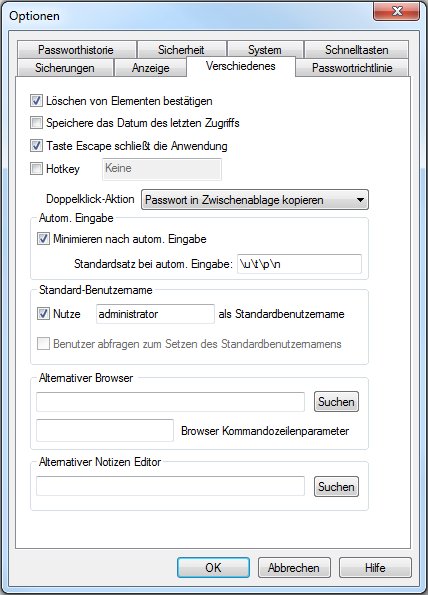 Optionen
Passworthistorie Sicherheit System Schnelltasten
Sicherungen Anzeige Verschiedenes Passwortrichtlinie
Löschen von Elementen bestätigen
Speichere das Datum des letzten Zugriffs
Taste Escape schließt die Anwendung
Hotkey Keine
Doppelklick-Aktion Passwort in Zwischenablage kopieren
Autom. Eingabe
Minimieren nach autom. Eingabe
Standardsatz bei autom. Eingabe: \u\t\p\n
Standard-Benutzername
Nutze administrator als Standardbenutzername
Benutzer abfragen zum Setzen des Standardbenutzernamens
Alternativer Browser
Suchen
Browser Kommandozeilenparameter
Alternativer Notizen Editor
Suchen
OK Abbrechen Hilfe